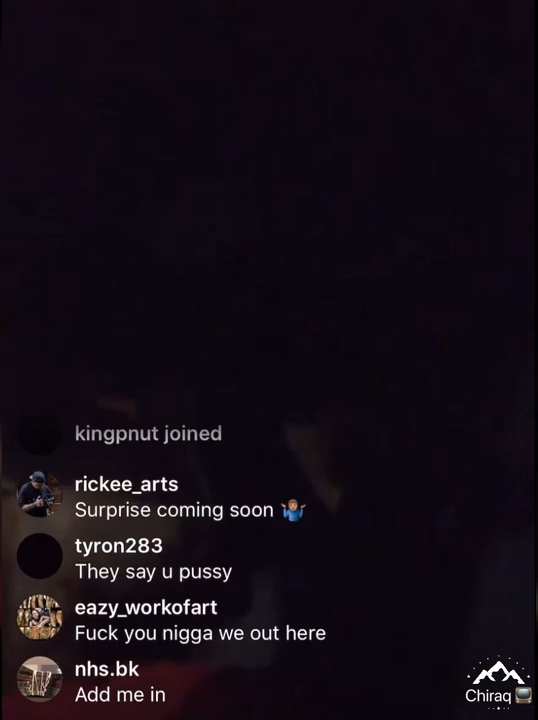 kingpnut joined
rickee_arts
Surprise coming soon 🤷🏽‍♂️
tyron283
They say u pussy
eazy_workofart
Fuck you nigga we out here
nhs.bk
Add me in
Chiraq 📺